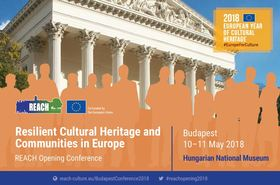 2018
EUROPEAN YEAR
OF CULTURAL
HERITAGE
#EuropeForCulture
REACH
Co-funded by
the European Union
Resilient Cultural Heritage and
Communities in Europe
REACH Opening Conference
Budapest
10–11 May 2018
Hungarian National Museum
reach-culture.eu/BudapestConference2018
#reachopening2018